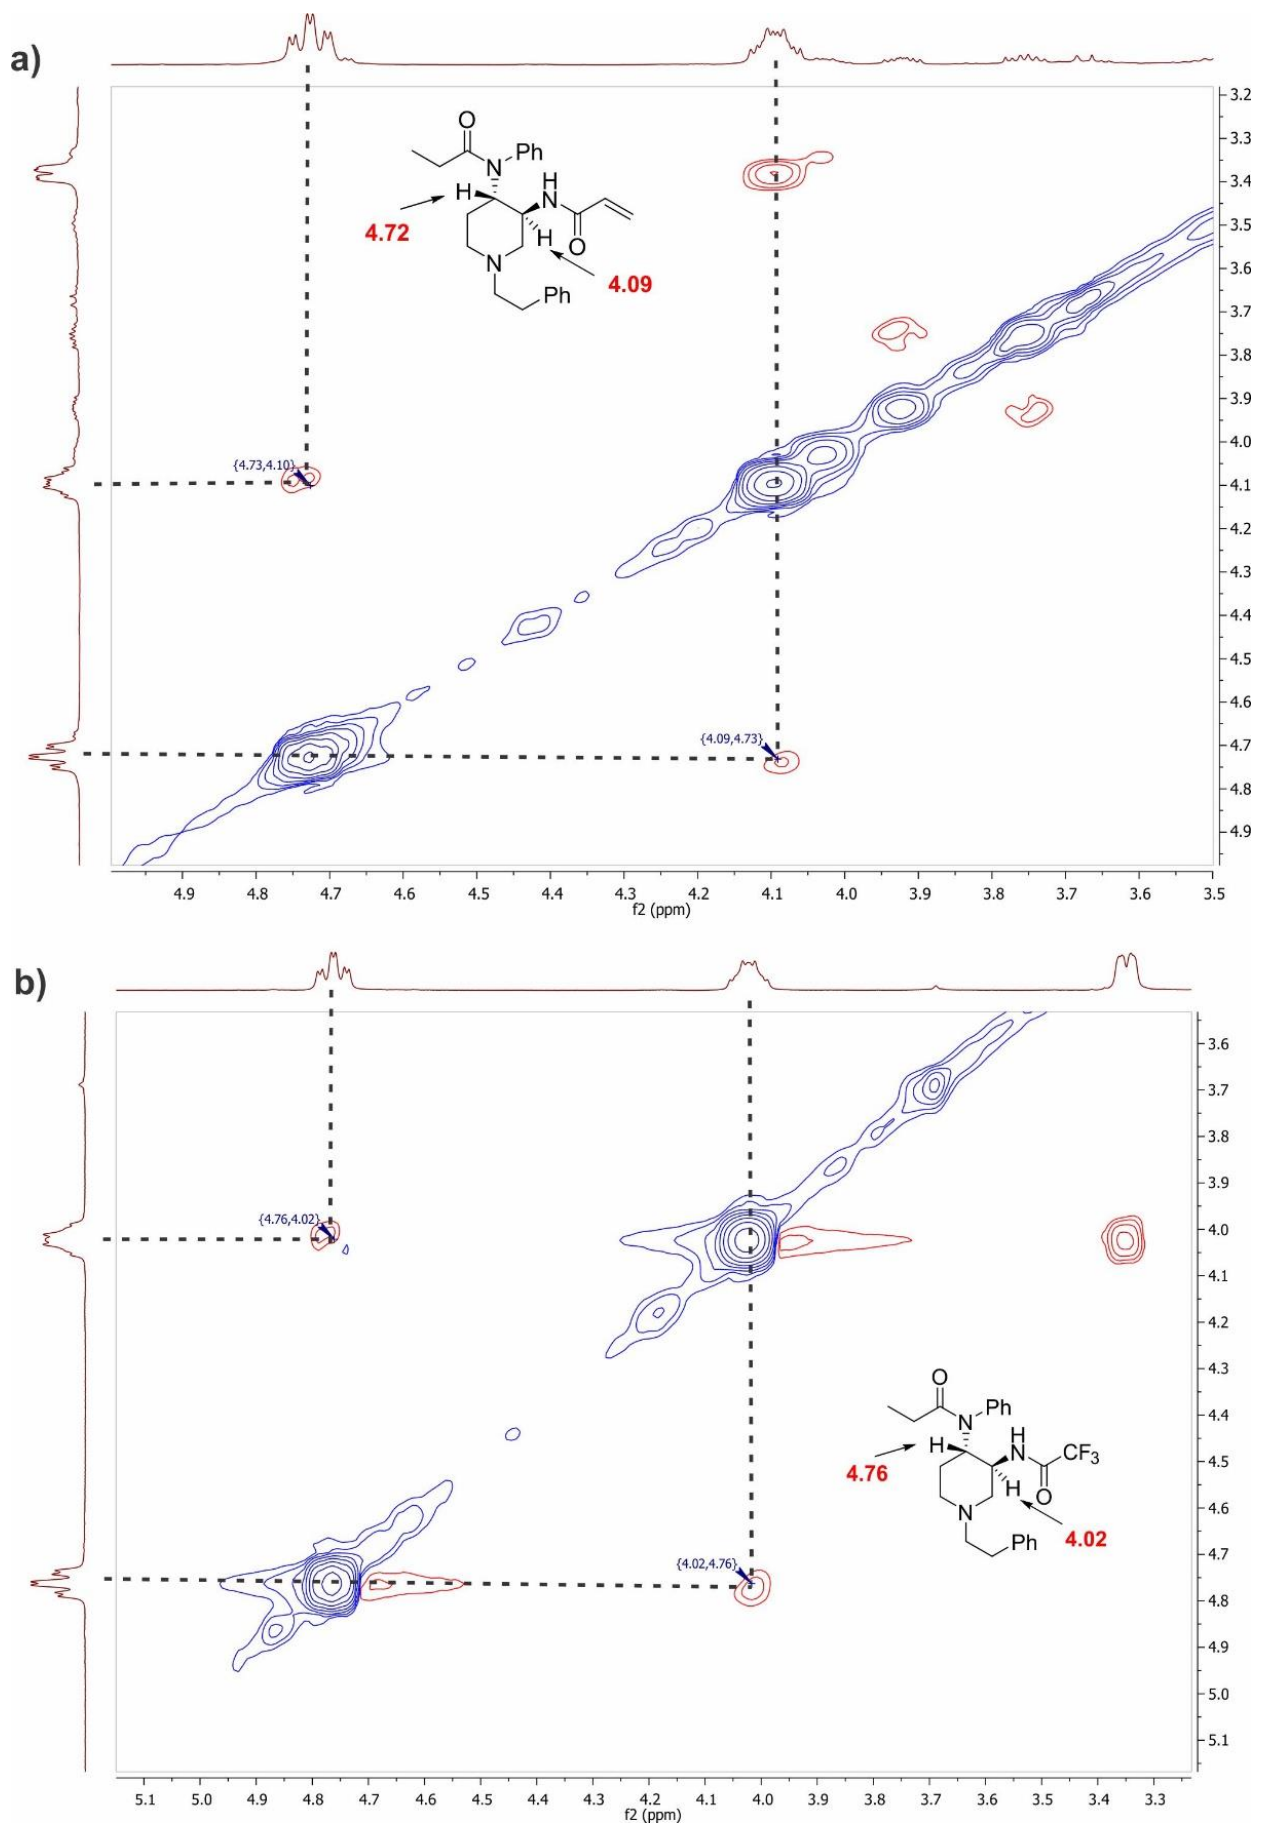 a)
O
Ph
N
H
H
N
4.72
O
H
N
4.09
Ph
{4.73,4.10}
{4.09,4.73}
3.2
3.3
3.4
3.5
3.6
3.7
3.8
3.9
4.0
4.1
4.2
4.3
4.4
4.5
4.6
4.7
4.8
4.9
4.9 4.8 4.7 4.6 4.5 4.4 4.3 4.2 4.1 4.0 3.9 3.8 3.7 3.6 3.5
f2 (ppm)
b)
{4.76,4.02}
O
Ph
N
H
H
N
CF3
4.76
O
H
N
4.02
Ph
{4.02,4.76}
3.6
3.7
3.8
3.9
4.0
4.1
4.2
4.3
4.4
4.5
4.6
4.7
4.8
4.9
5.0
5.1
5.1 5.0 4.9 4.8 4.7 4.6 4.5 4.4 4.3 4.2 4.1 4.0 3.9 3.8 3.7 3.6 3.5 3.4 3.3
f2 (ppm)